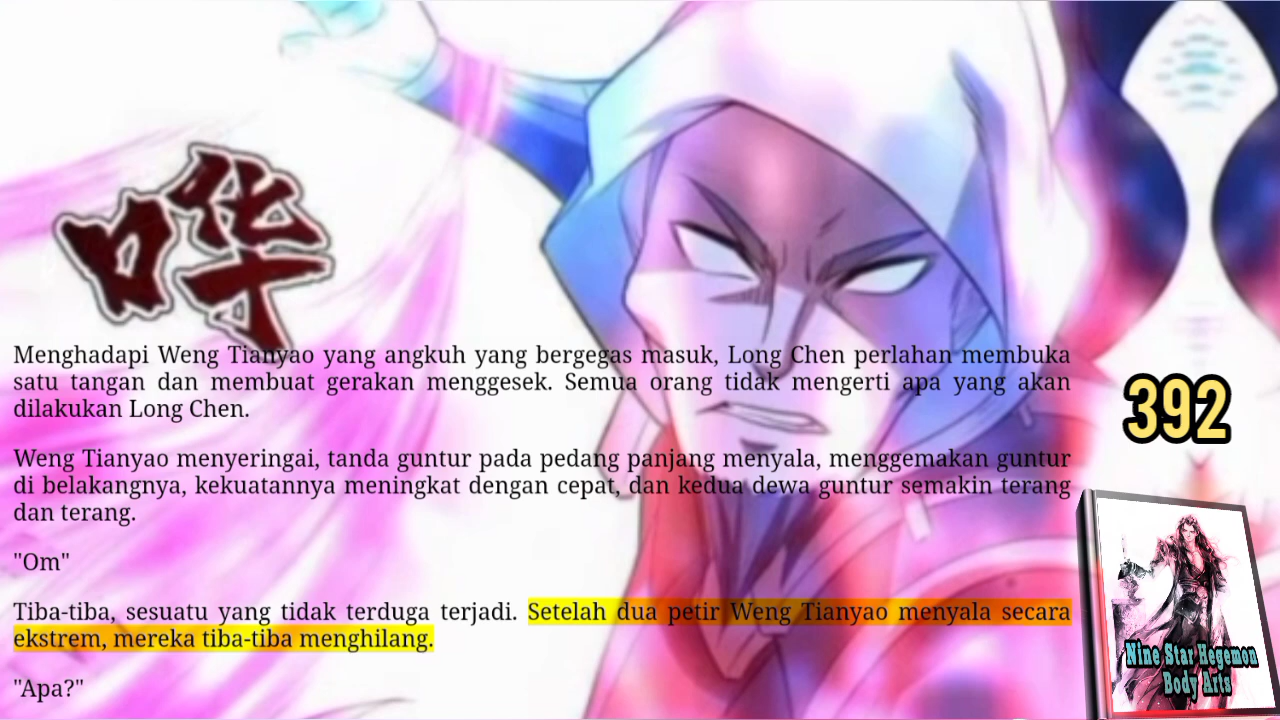 哗
Menghadapi Weng Tianyao yang angkuh yang bergegas masuk, Long Chen perlahan membuka
satu tangan dan membuat gerakan menggesek. Semua orang tidak mengerti apa yang akan
dilakukan Long Chen.
Weng Tianyao menyeringai, tanda guntur pada pedang panjang menyala, menggemakan guntur
di belakangnya, kekuatannya meningkat dengan cepat, dan kedua dewa guntur semakin terang
dan terang.
"Om"
Tiba-tiba, sesuatu yang tidak terduga terjadi. Setelah dua petir Weng Tianyao menyala secara
ekstrem, mereka tiba-tiba menghilang.
"Apa?"
392
Nine Star Hegemon
Body Arts